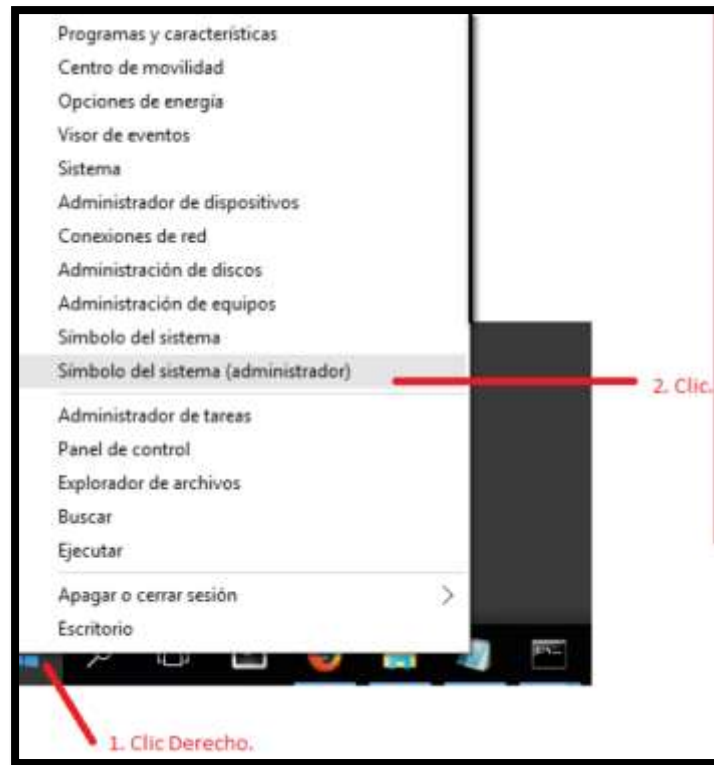 Programas y características
Centro de movilidad
Opciones de energía
Visor de eventos
Sistema
Administrador de dispositivos
Conexiones de red
Administración de discos
Administración de equipos
Símbolo del sistema
Símbolo del sistema (administrador)
2. Clic.
Administrador de tareas
Panel de control
Explorador de archivos
Buscar
Ejecutar
Apagar o cerrar sesión
Escritorio
1. Clic Derecho.